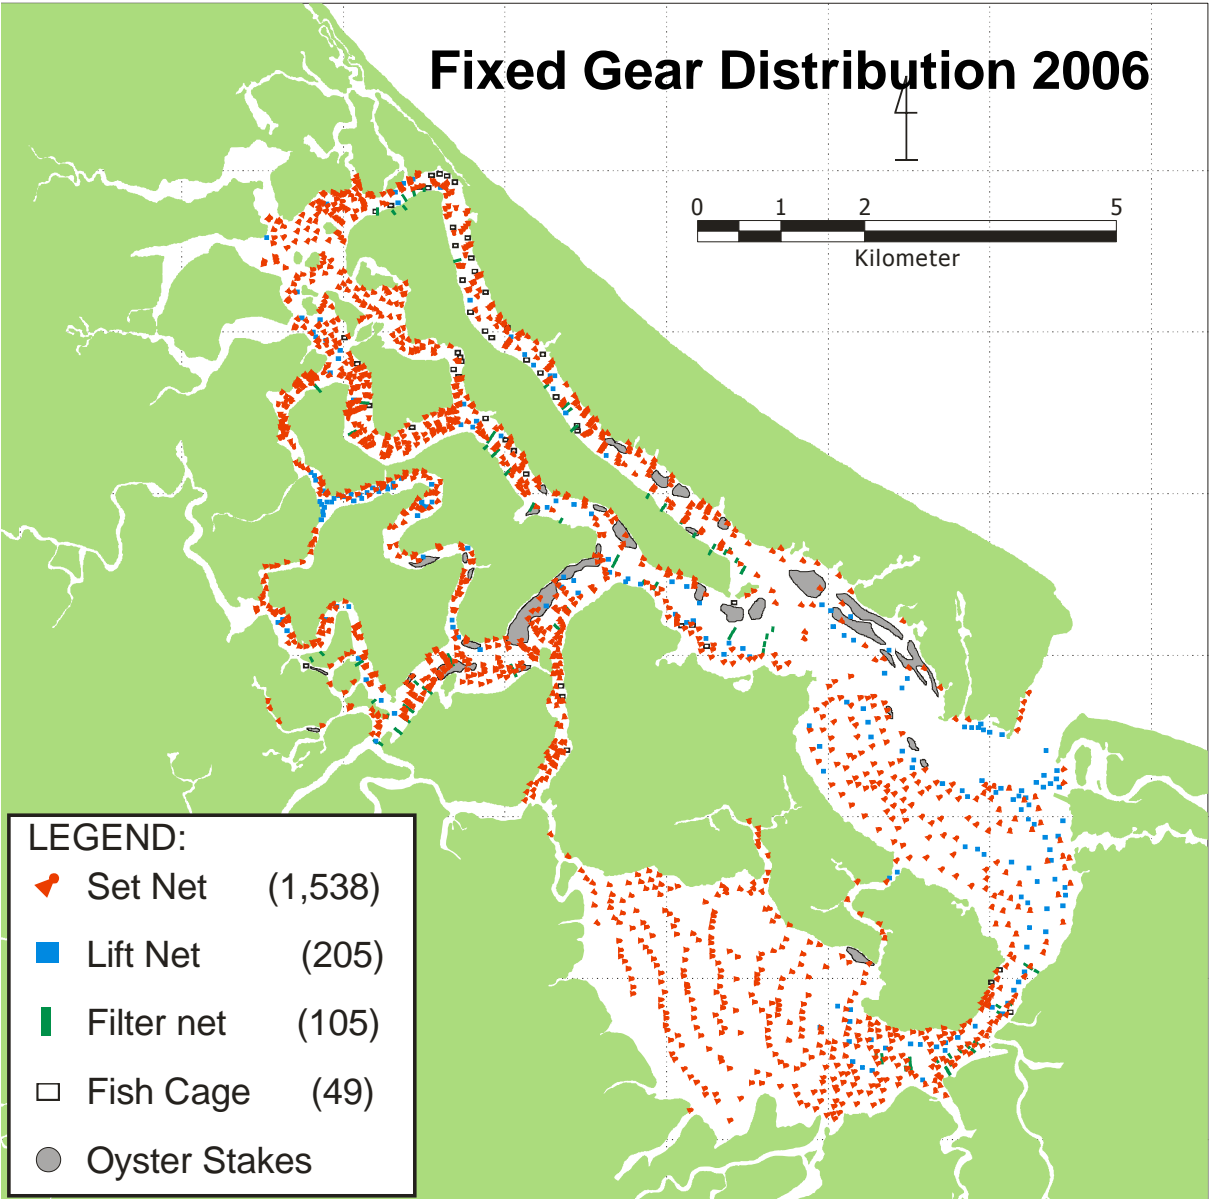 Fixed Gear Distribution 2006
0 1 2 5
Kilometer
LEGEND:
Set Net (1,538)
Lift Net (205)
Filter net (105)
Fish Cage (49)
Oyster Stakes